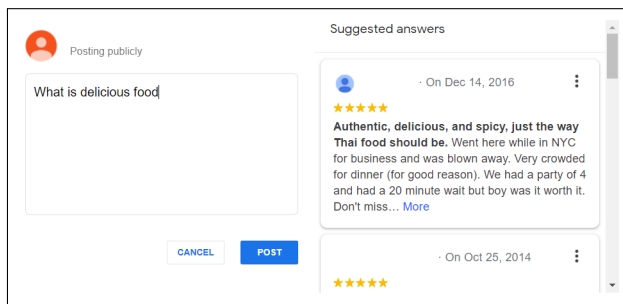 Posting publicly
What is delicious food
CANCEL
POST
Suggested answers
· On Dec 14, 2016
Authentic, delicious, and spicy, just the way
Thai food should be. Went here while in NYC
for business and was blown away. Very crowded
for dinner (for good reason). We had a party of 4
and had a 20 minute wait but boy was it worth it.
Don't miss… More
· On Oct 25, 2014